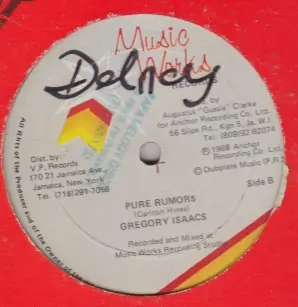 Music
Works
RECORDS
Delney
Augustus "Gussie" Clarke
for Anchor Recording Co. Ltd.
56 Slipe Rd., Kgn 5, Ja. W.I.
Tel: (809)92 62074
℗ 1988 Anchor
Recording Co. Ltd.
© Dubplate Music (P.R.S)
Side B
Dist. by:
V.P. Records
170 21 Jamaica Ave.,
Jamaica, New York
Tel: (718)291-7058
PURE RUMORS
(Carlton Hines)
GREGORY ISAACS
Recorded and Mixed at
Music Works Recording Studio
All Rights of the Producer and of the Owner of the